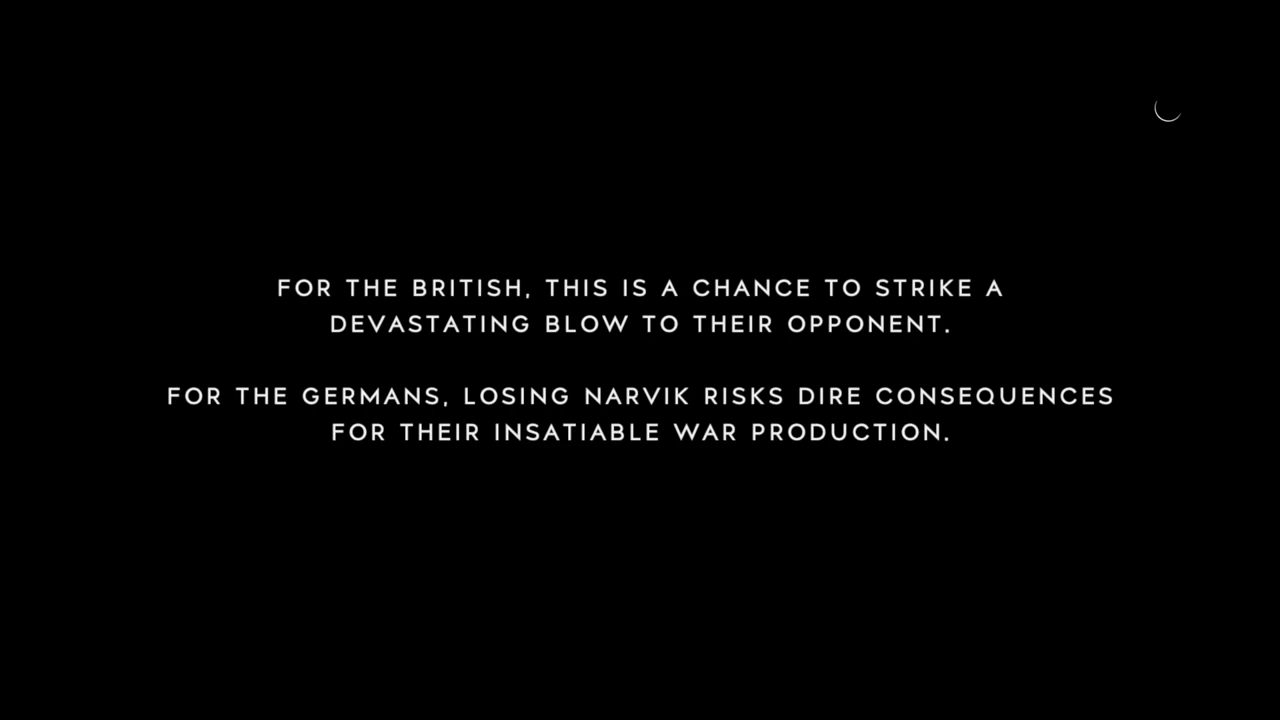 FOR THE BRITISH, THIS IS A CHANCE TO STRIKE A
DEVASTATING BLOW TO THEIR OPPONENT.
FOR THE GERMANS, LOSING NARVIK RISKS DIRE CONSEQUENCES
FOR THEIR INSATIABLE WAR PRODUCTION.